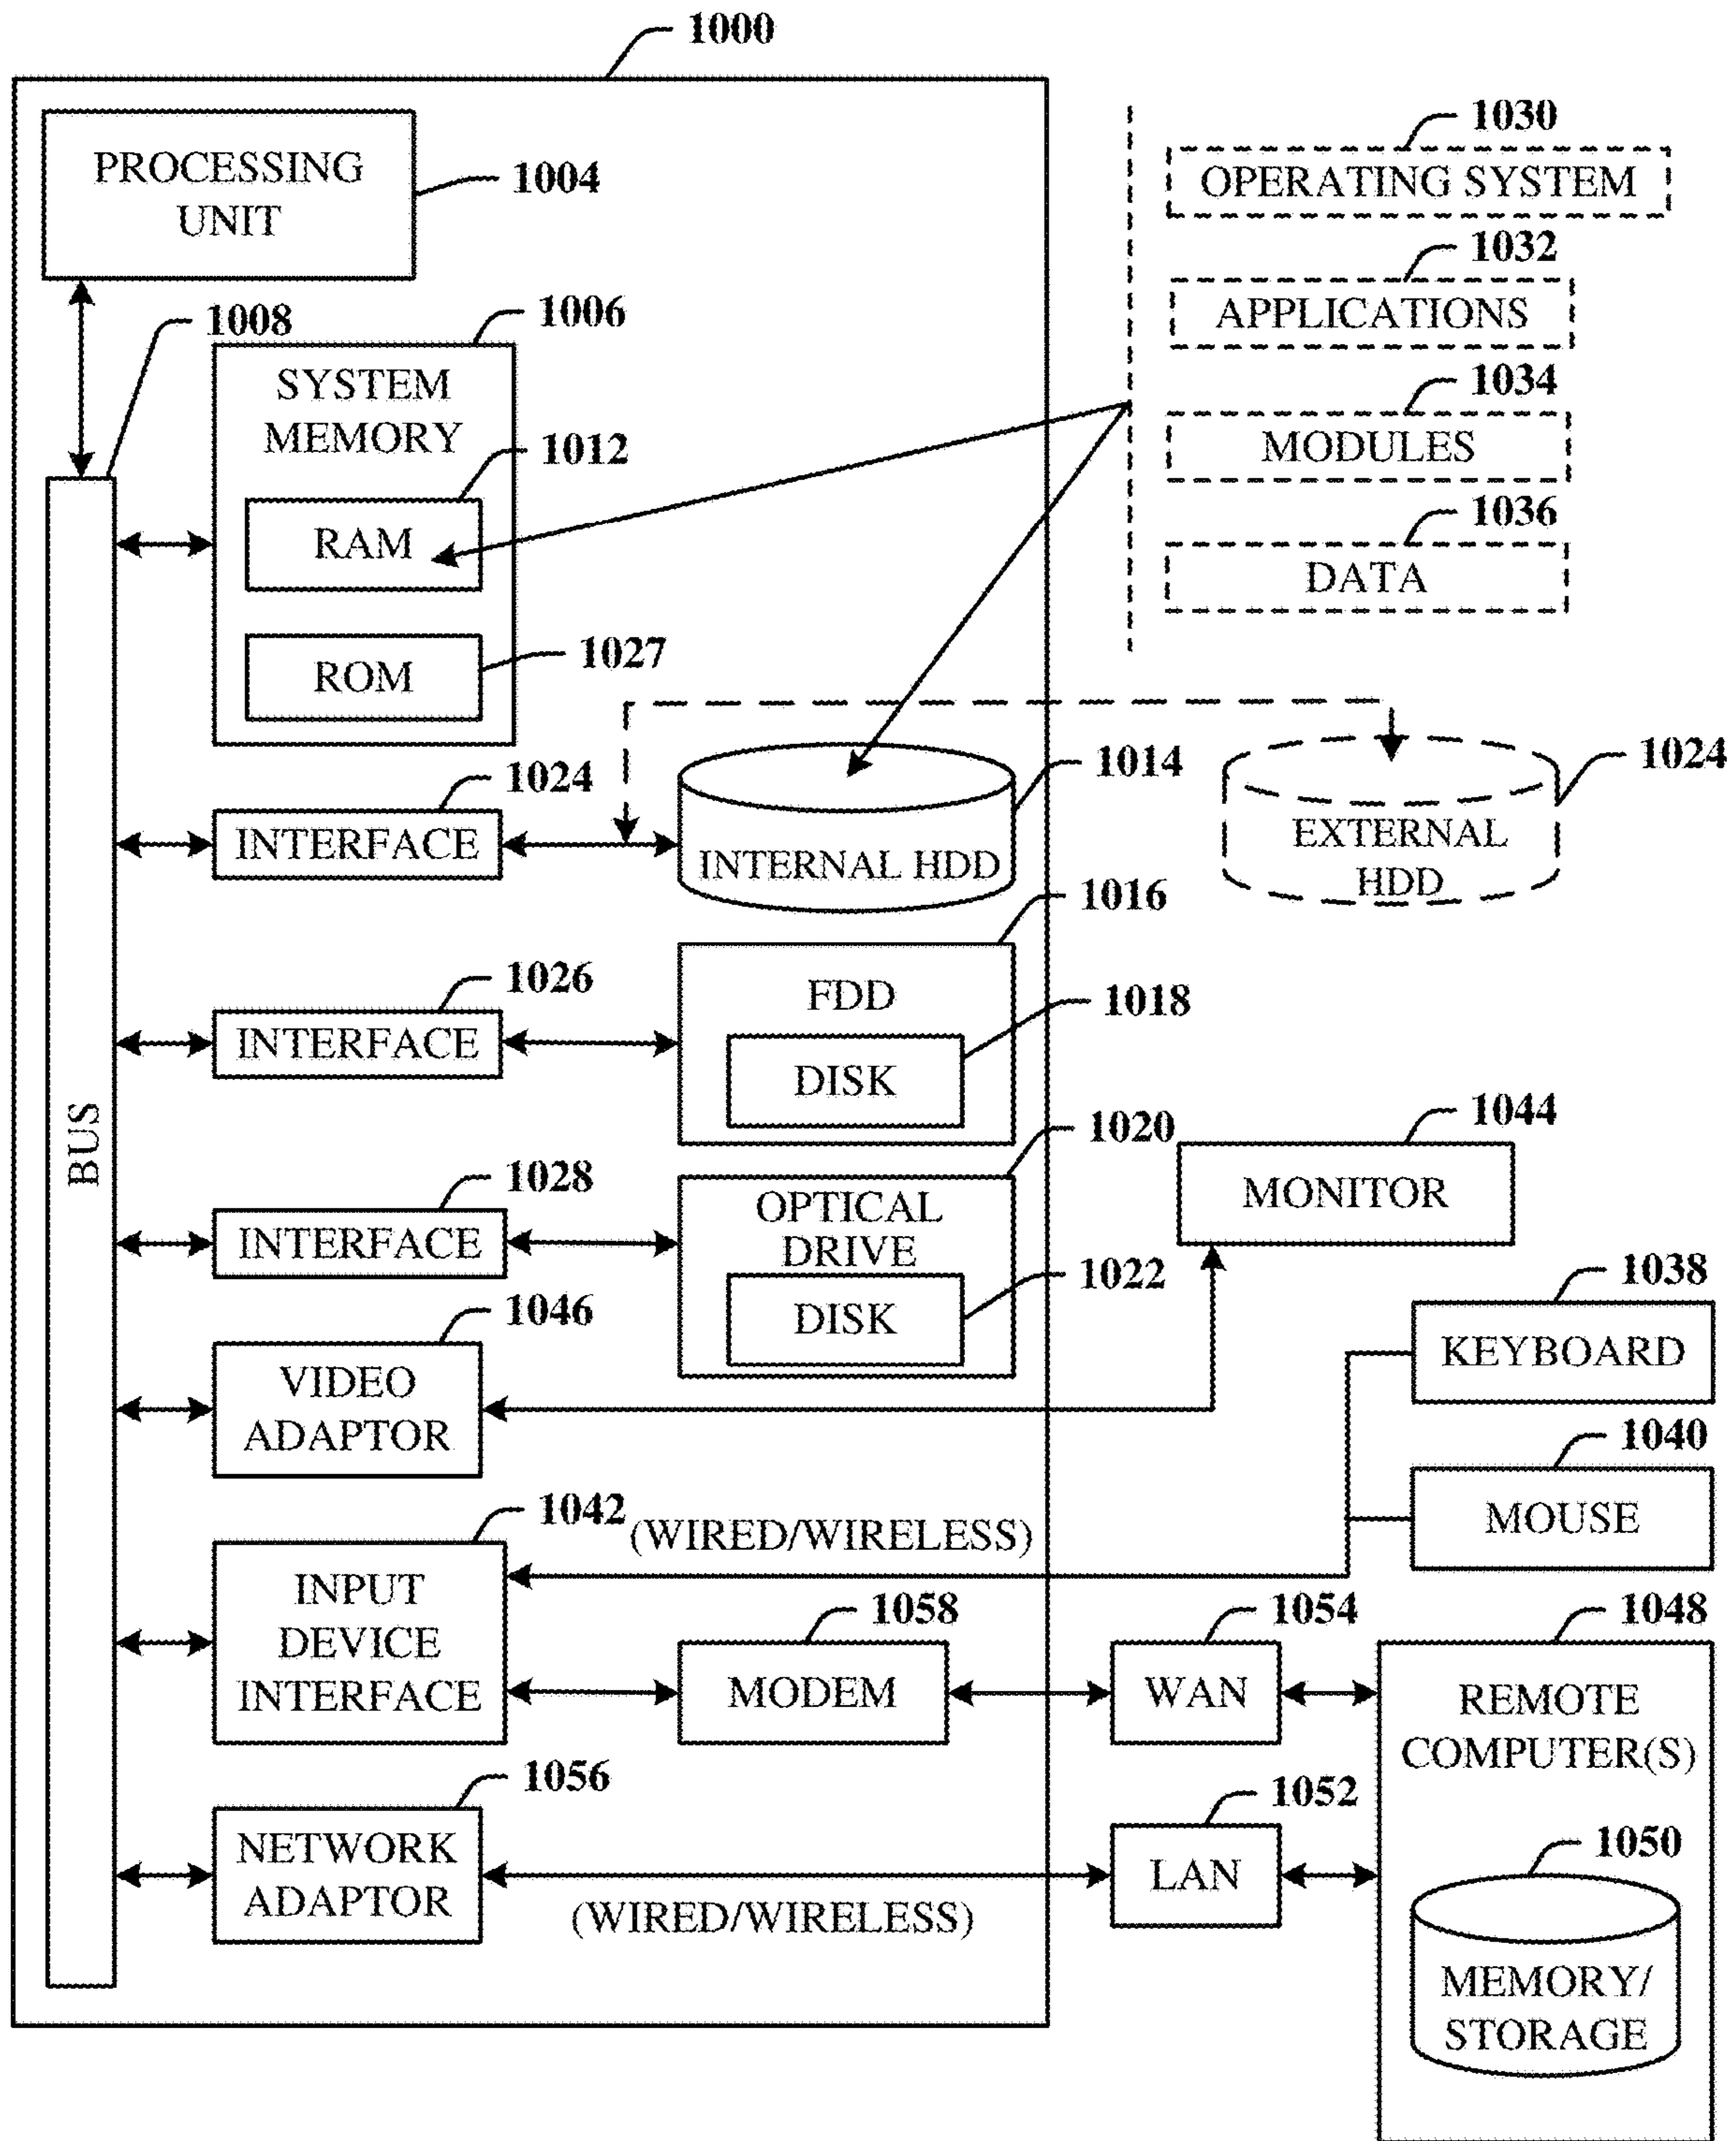 1000
PROCESSING
UNIT
1004
1030
OPERATING SYSTEM
1032
APPLICATIONS
1034
MODULES
1036
DATA
1008
1006
SYSTEM
MEMORY
1012
RAM
ROM
1027
1024
INTERFACE
INTERNAL HDD
1014
EXTERNAL
HDD
1024
1026
INTERFACE
1016
FDD
1018
DISK
BUS
1028
INTERFACE
1020
OPTICAL
DRIVE
1022
DISK
1044
MONITOR
1046
VIDEO
ADAPTOR
1038
KEYBOARD
1040
MOUSE
1042
(WIRED/WIRELESS)
INPUT
DEVICE
INTERFACE
1058
MODEM
1054
WAN
1048
REMOTE
COMPUTER(S)
1056
NETWORK
ADAPTOR
(WIRED/WIRELESS)
1052
LAN
1050
MEMORY/
STORAGE